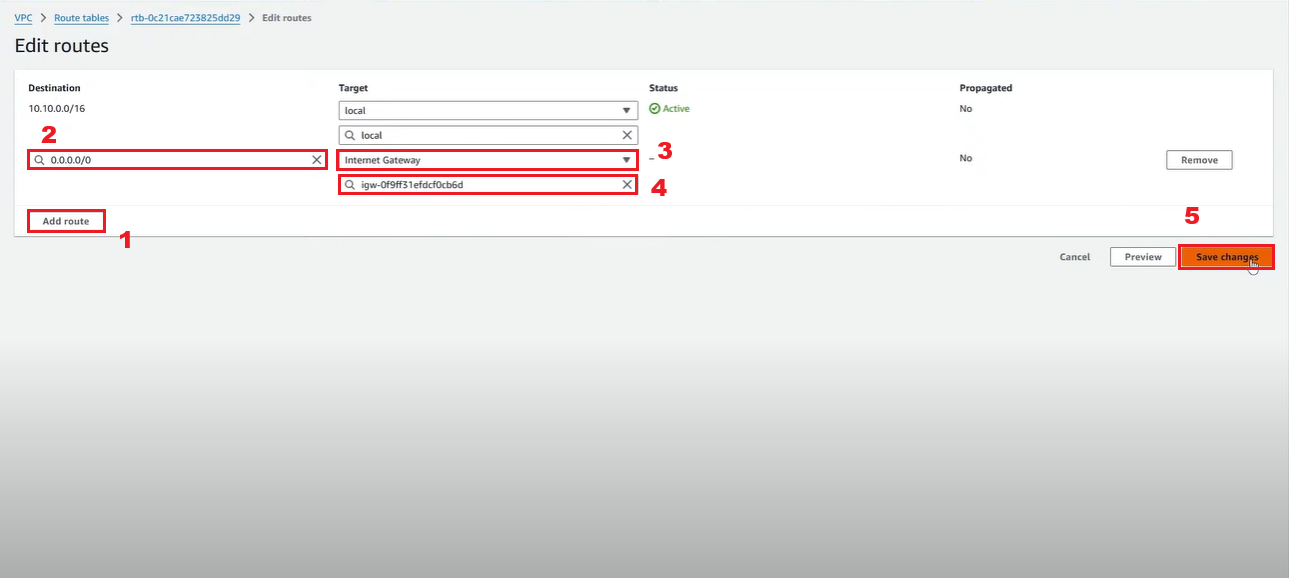 VPC > Route tables > rtb-0c21cae723825dd29 > Edit routes
Edit routes
Destination Target Status Propagated
10.10.0.0/16 local Active No
local
2
0.0.0.0/0 Internet Gateway – 3 No Remove
igw-0f9ff31efdcf0cb6d 4
Add route 1
5
Cancel Preview Save changes